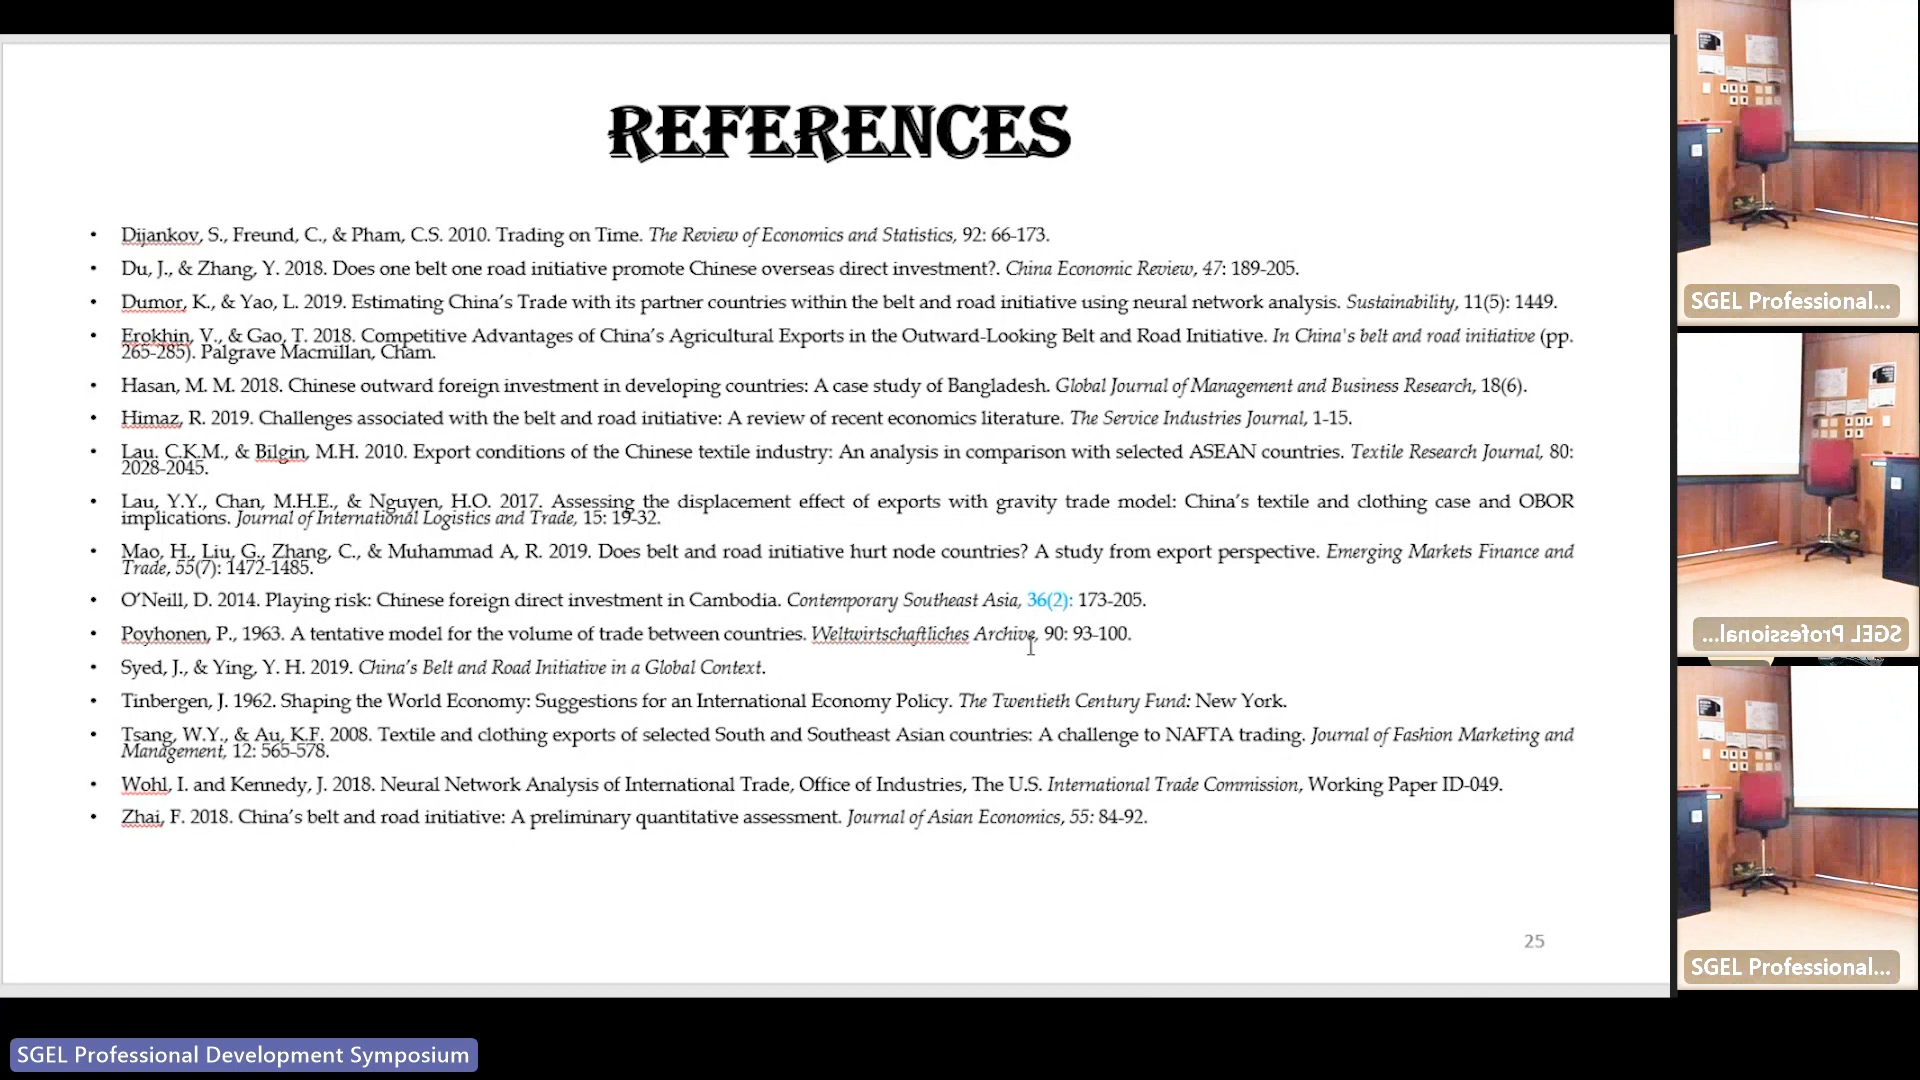 REFERENCES
• Dijankov, S., Freund, C., & Pham, C.S. 2010. Trading on Time. The Review of Economics and Statistics, 92: 66-173.
• Du, J., & Zhang, Y. 2018. Does one belt one road initiative promote Chinese overseas direct investment?. China Economic Review, 47: 189-205.
• Dumor, K., & Yao, L. 2019. Estimating China’s Trade with its partner countries within the belt and road initiative using neural network analysis. Sustainability, 11(5): 1449.
• Erokhin, V., & Gao, T. 2018. Competitive Advantages of China’s Agricultural Exports in the Outward-Looking Belt and Road Initiative. In China's belt and road initiative (pp.
265-285). Palgrave Macmillan, Cham.
• Hasan, M. M. 2018. Chinese outward foreign investment in developing countries: A case study of Bangladesh. Global Journal of Management and Business Research, 18(6).
• Himaz, R. 2019. Challenges associated with the belt and road initiative: A review of recent economics literature. The Service Industries Journal, 1-15.
• Lau, C.K.M., & Bilgin, M.H. 2010. Export conditions of the Chinese textile industry: An analysis in comparison with selected ASEAN countries. Textile Research Journal, 80:
2028-2045.
• Lau, Y.Y., Chan, M.H.E., & Nguyen, H.O. 2017. Assessing the displacement effect of exports with gravity trade model: China’s textile and clothing case and OBOR
implications. Journal of International Logistics and Trade, 15: 19-32.
• Mao, H., Liu, G., Zhang, C., & Muhammad A, R. 2019. Does belt and road initiative hurt node countries? A study from export perspective. Emerging Markets Finance and
Trade, 55(7): 1472-1485.
• O’Neill, D. 2014. Playing risk: Chinese foreign direct investment in Cambodia. Contemporary Southeast Asia, 36(2): 173-205.
• Poyhonen, P., 1963. A tentative model for the volume of trade between countries. Weltwirtschaftliches Archive, 90: 93-100.
• Syed, J., & Ying, Y. H. 2019. China’s Belt and Road Initiative in a Global Context.
• Tinbergen, J. 1962. Shaping the World Economy: Suggestions for an International Economy Policy. The Twentieth Century Fund: New York.
• Tsang, W.Y., & Au, K.F. 2008. Textile and clothing exports of selected South and Southeast Asian countries: A challenge to NAFTA trading. Journal of Fashion Marketing and
Management, 12: 565-578.
• Wohl, I. and Kennedy, J. 2018. Neural Network Analysis of International Trade, Office of Industries, The U.S. International Trade Commission, Working Paper ID-049.
• Zhai, F. 2018. China’s belt and road initiative: A preliminary quantitative assessment. Journal of Asian Economics, 55: 84-92.
25
SGEL Professional...
SGEL Professional...
SGEL Professional...
SGEL Professional Development Symposium